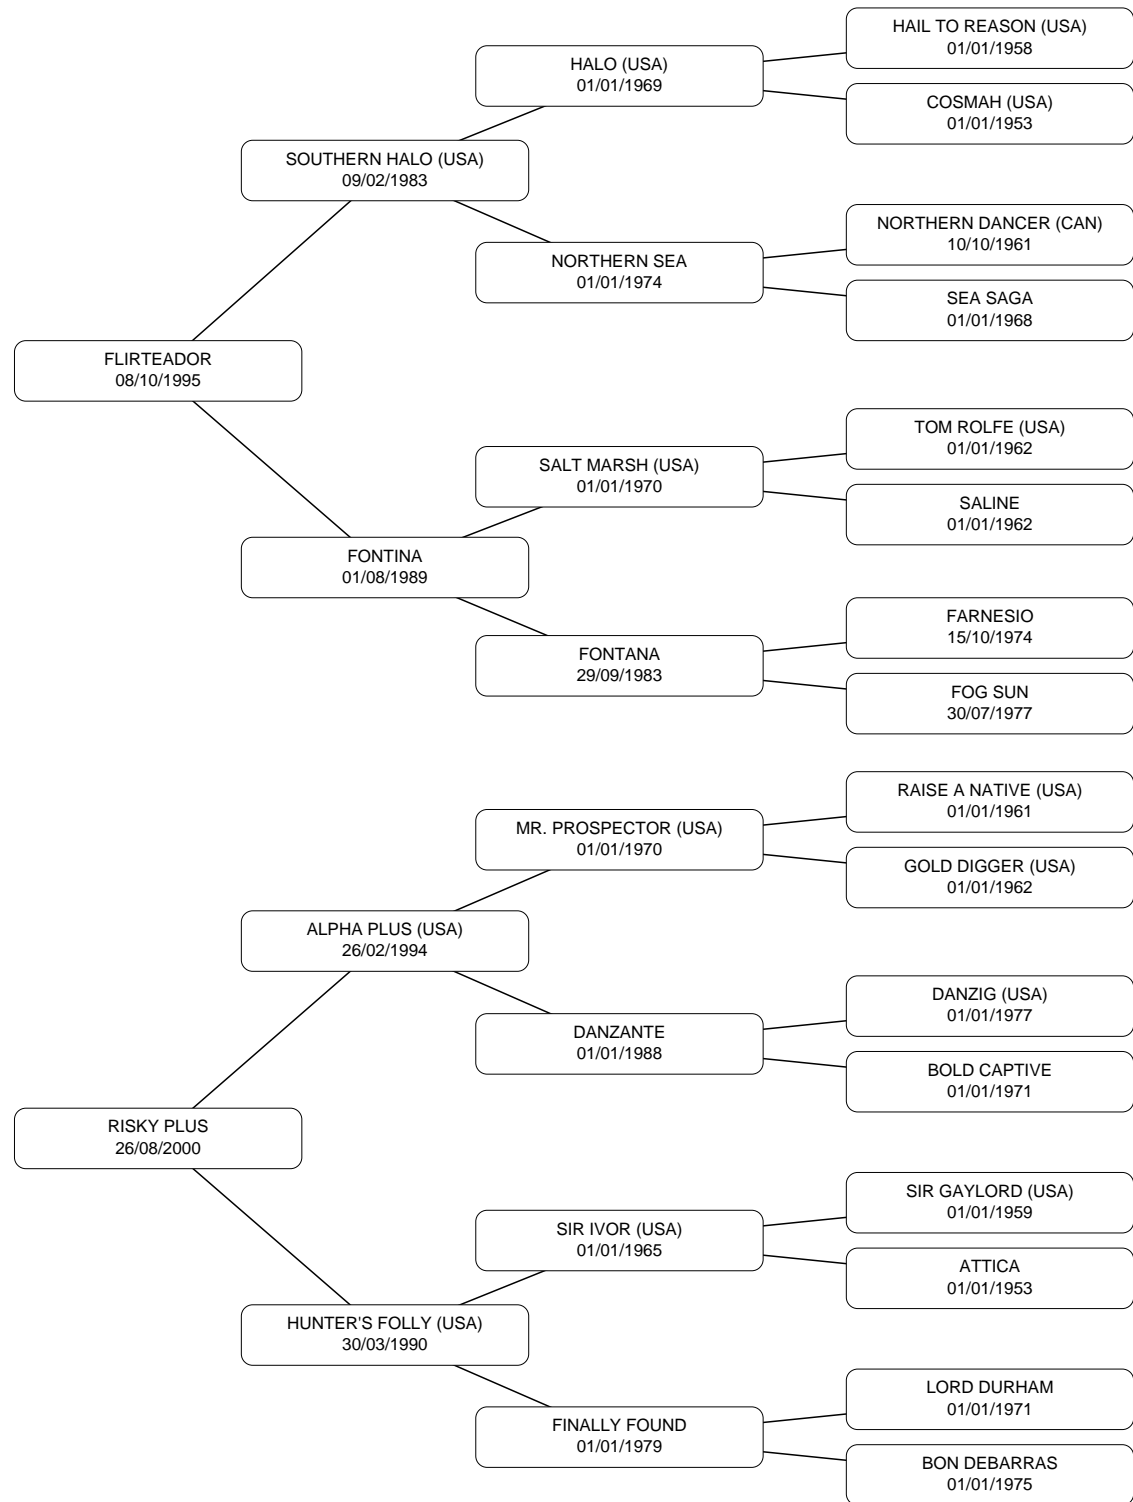 HAIL TO REASON (USA)
01/01/1958
HALO (USA)
01/01/1969
COSMAH (USA)
01/01/1953
SOUTHERN HALO (USA)
09/02/1983
NORTHERN DANCER (CAN)
10/10/1961
NORTHERN SEA
01/01/1974
SEA SAGA
01/01/1968
FLIRTEADOR
08/10/1995
TOM ROLFE (USA)
01/01/1962
SALT MARSH (USA)
01/01/1970
SALINE
01/01/1962
FONTINA
01/08/1989
FARNESIO
15/10/1974
FONTANA
29/09/1983
FOG SUN
30/07/1977
RAISE A NATIVE (USA)
01/01/1961
MR. PROSPECTOR (USA)
01/01/1970
GOLD DIGGER (USA)
01/01/1962
ALPHA PLUS (USA)
26/02/1994
DANZIG (USA)
01/01/1977
DANZANTE
01/01/1988
BOLD CAPTIVE
01/01/1971
RISKY PLUS
26/08/2000
SIR GAYLORD (USA)
01/01/1959
SIR IVOR (USA)
01/01/1965
ATTICA
01/01/1953
HUNTER'S FOLLY (USA)
30/03/1990
LORD DURHAM
01/01/1971
FINALLY FOUND
01/01/1979
BON DEBARRAS
01/01/1975